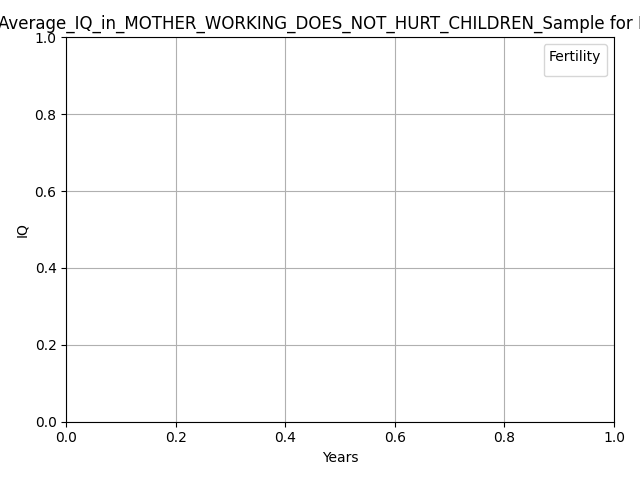 Average_IQ_in_MOTHER_WORKING_DOES_NOT_HURT_CHILDREN_Sample for
Fertility
IQ
1.0
0.8
0.6
0.4
0.2
0.0
0.0 0.2 0.4 0.6 0.8 1.0
Years